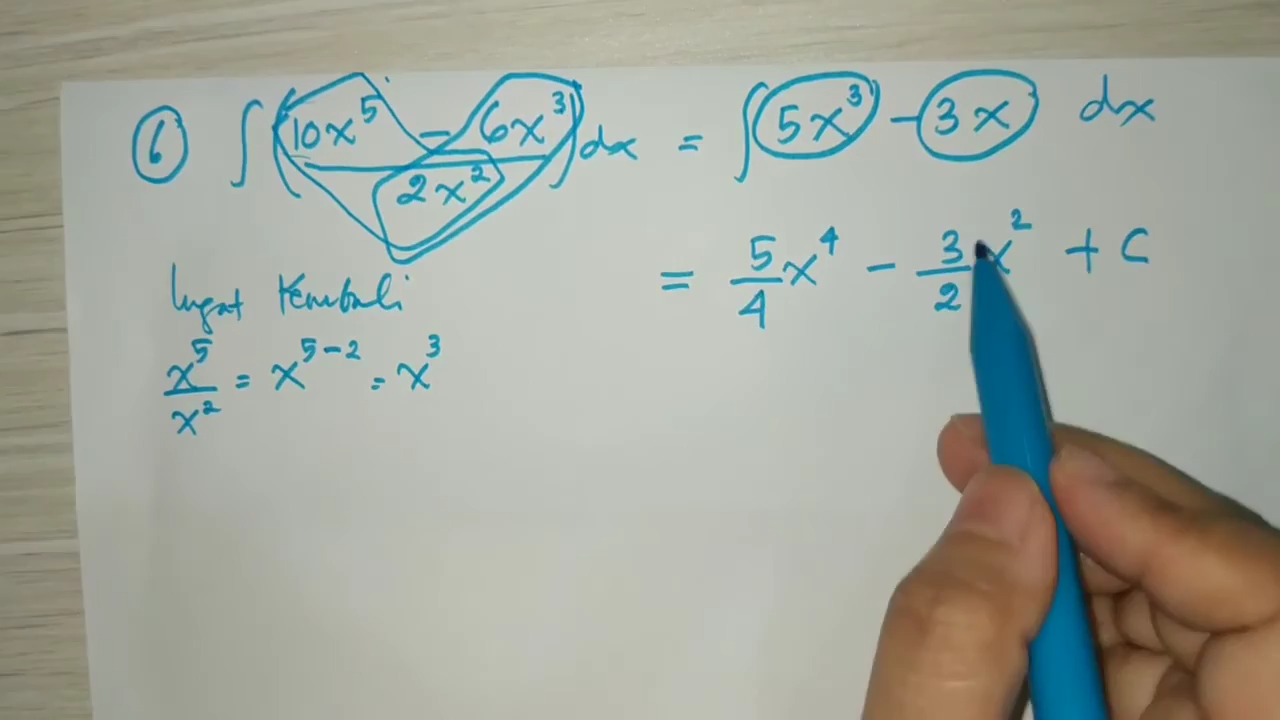 6 ∫ ( (10x⁵ - 6x³) / 2x² ) dx = ∫ 5x³ - 3x dx
= 5/4 x⁴ - 3/2 x² + C
Ingat Kembali
x⁵/x² = x⁵⁻² = x³